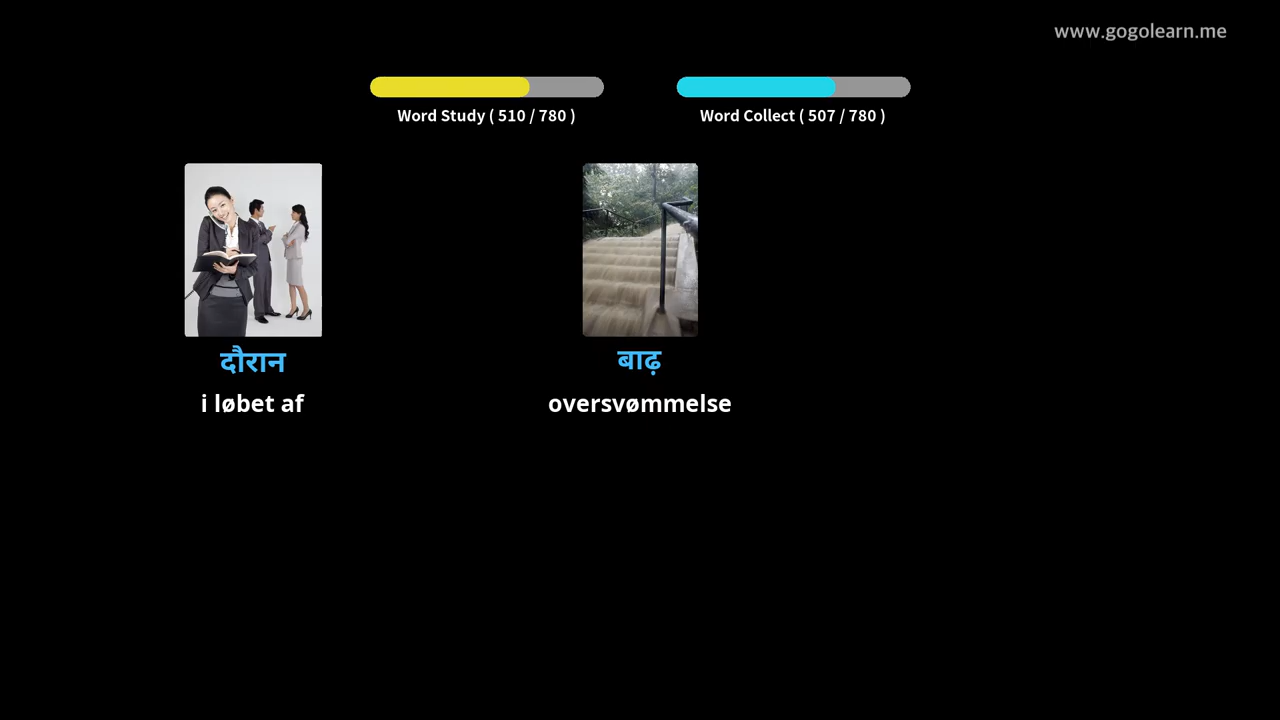 www.gogolearn.me
Word Study ( 510 / 780 )
Word Collect ( 507 / 780 )
दौरान
i løbet af
बाढ़
oversvømmelse